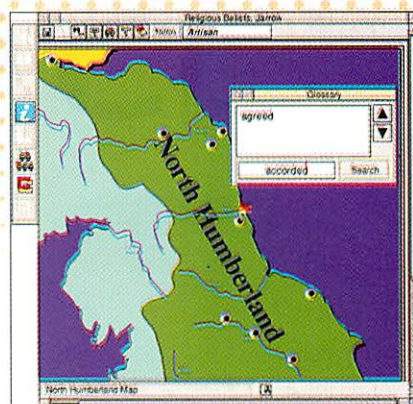 Religious Beliefs, Jarrow
Artisan
Glossary
agreed
accorded
Search
North Humberland
North Humberland Map